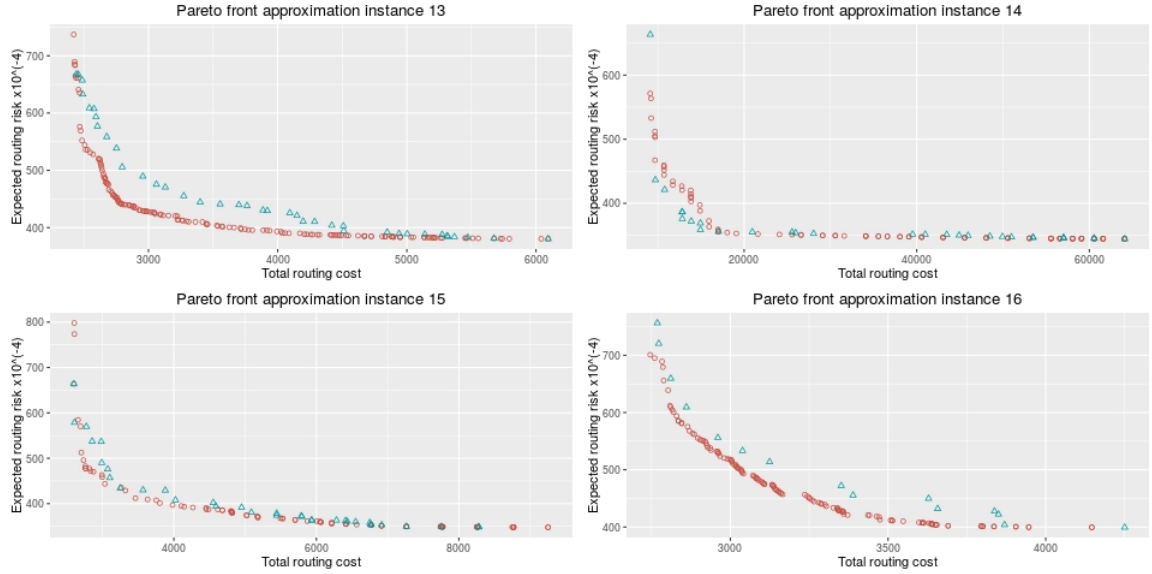 Pareto front approximation instance 13
Expected routing risk x10^(-4)
700
600
500
400
3000
4000
5000
6000
Total routing cost
Pareto front approximation instance 14
Expected routing risk x10^(-4)
600
500
400
20000
40000
60000
Total routing cost
Pareto front approximation instance 15
Expected routing risk x10^(-4)
800
700
600
500
400
4000
6000
8000
Total routing cost
Pareto front approximation instance 16
Expected routing risk x10^(-4)
700
600
500
400
3000
3500
4000
Total routing cost